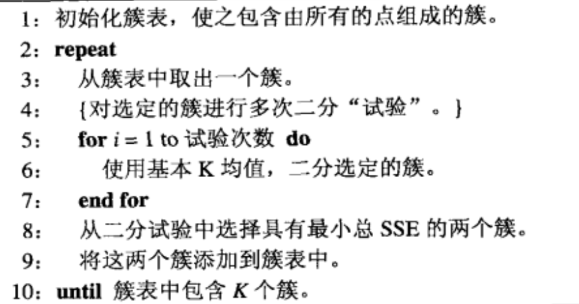 1: 初始化簇表，使之包含由所有的点组成的簇。
2: repeat
3: 从簇表中取出一个簇。
4: {对选定的簇进行多次二分“试验”。}
5: for i = 1 to 试验次数 do
6: 使用基本 K 均值，二分选定的簇。
7: end for
8: 从二分试验中选择具有最小总 SSE 的两个簇。
9: 将这两个簇添加到簇表中。
10: until 簇表中包含 K 个簇。